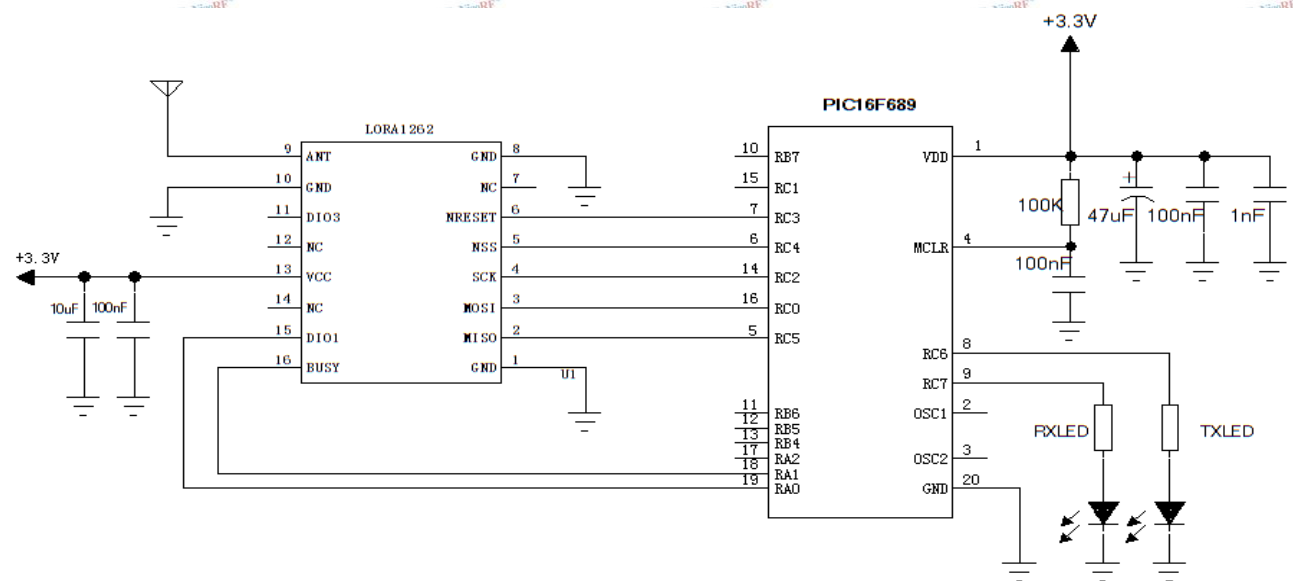 +3.3V
PIC16F689
LORA1262
9 ANT GND 8
10 GND NC 7
11 DIO3 NRESET 6
12 NC NSS 5
+3.3V
13 VCC SCK 4
14 NC MOSI 3
15 DIO1 MISO 2
16 BUSY GND 1
U1
10uF 100nF
10 RB7 VDD 1
15 RC1
7 RC3
6 RC4 MCLR 4
14 RC2
16 RC0
5 RC5
RC6 8
RC7 9
11 RB6 OSC1 2
12 RB5
13 RB4
17 RA2 OSC2 3
18 RA1
19 RA0 GND 20
100K
+
47uF 100nF 1nF
100nF
RXLED TXLED